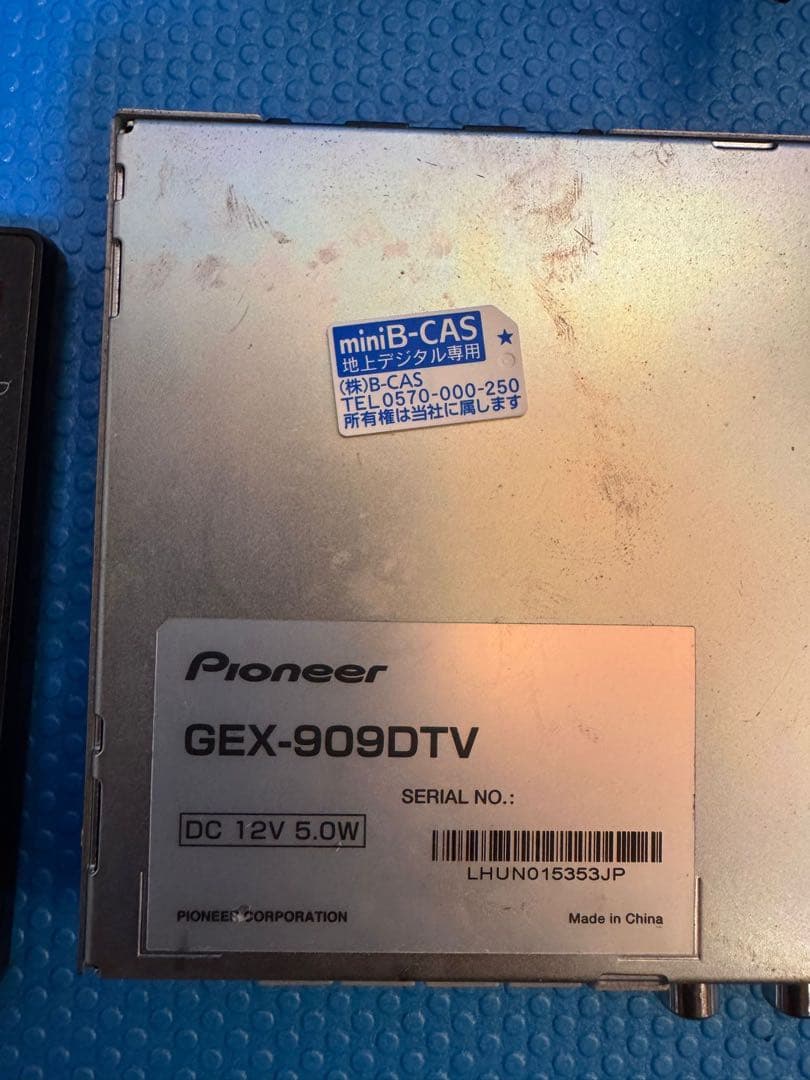 miniB-CAS ★
地上デジタル専用
(株)B-CAS
TEL0570-000-250
所有権は当社に属します
Pioneer
GEX-909DTV
SERIAL NO.:
DC 12V 5.0W
LHUN015353JP
PIONEER CORPORATION
Made in China